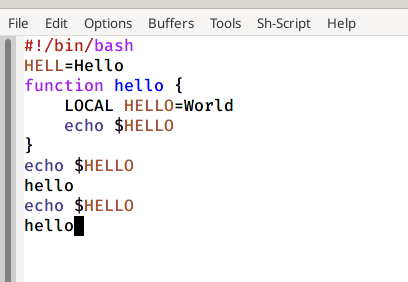 File Edit Options Buffers Tools Sh-Script Help
#!/bin/bash
HELL=Hello
function hello {
    LOCAL HELLO=World
    echo $HELLO
}
echo $HELLO
hello
echo $HELLO
hello